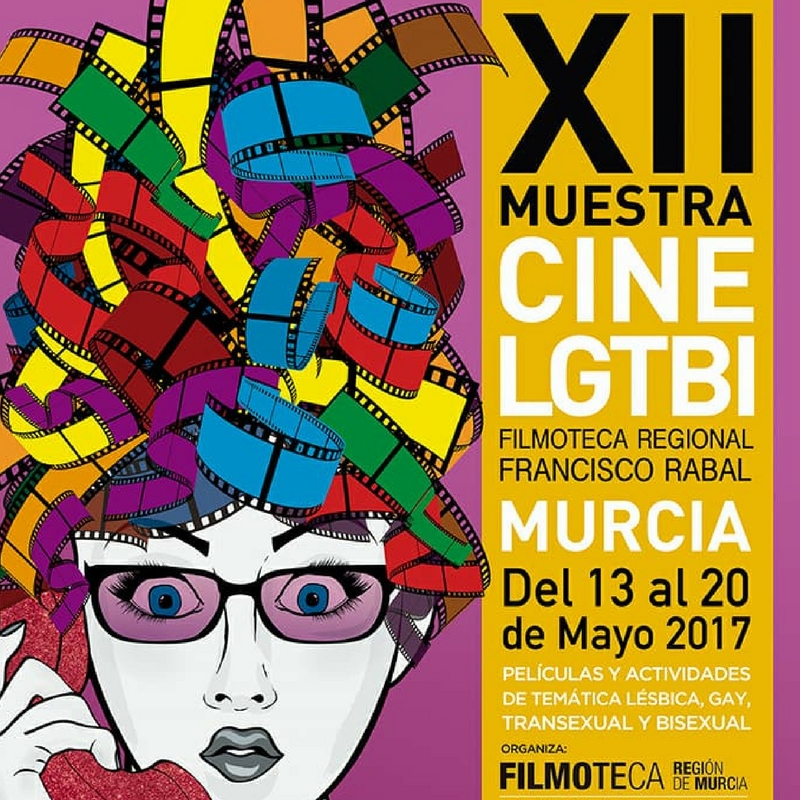 XII
MUESTRA
CINE
LGTBI
FILMOTECA REGIONAL
FRANCISCO RABAL
MURCIA
Del 13 al 20
de Mayo 2017
PELÍCULAS Y ACTIVIDADES
DE TEMÁTICA LÉSBICA, GAY,
TRANSEXUAL Y BISEXUAL
ORGANIZA:
FILMOTECA REGIÓN
DE MURCIA